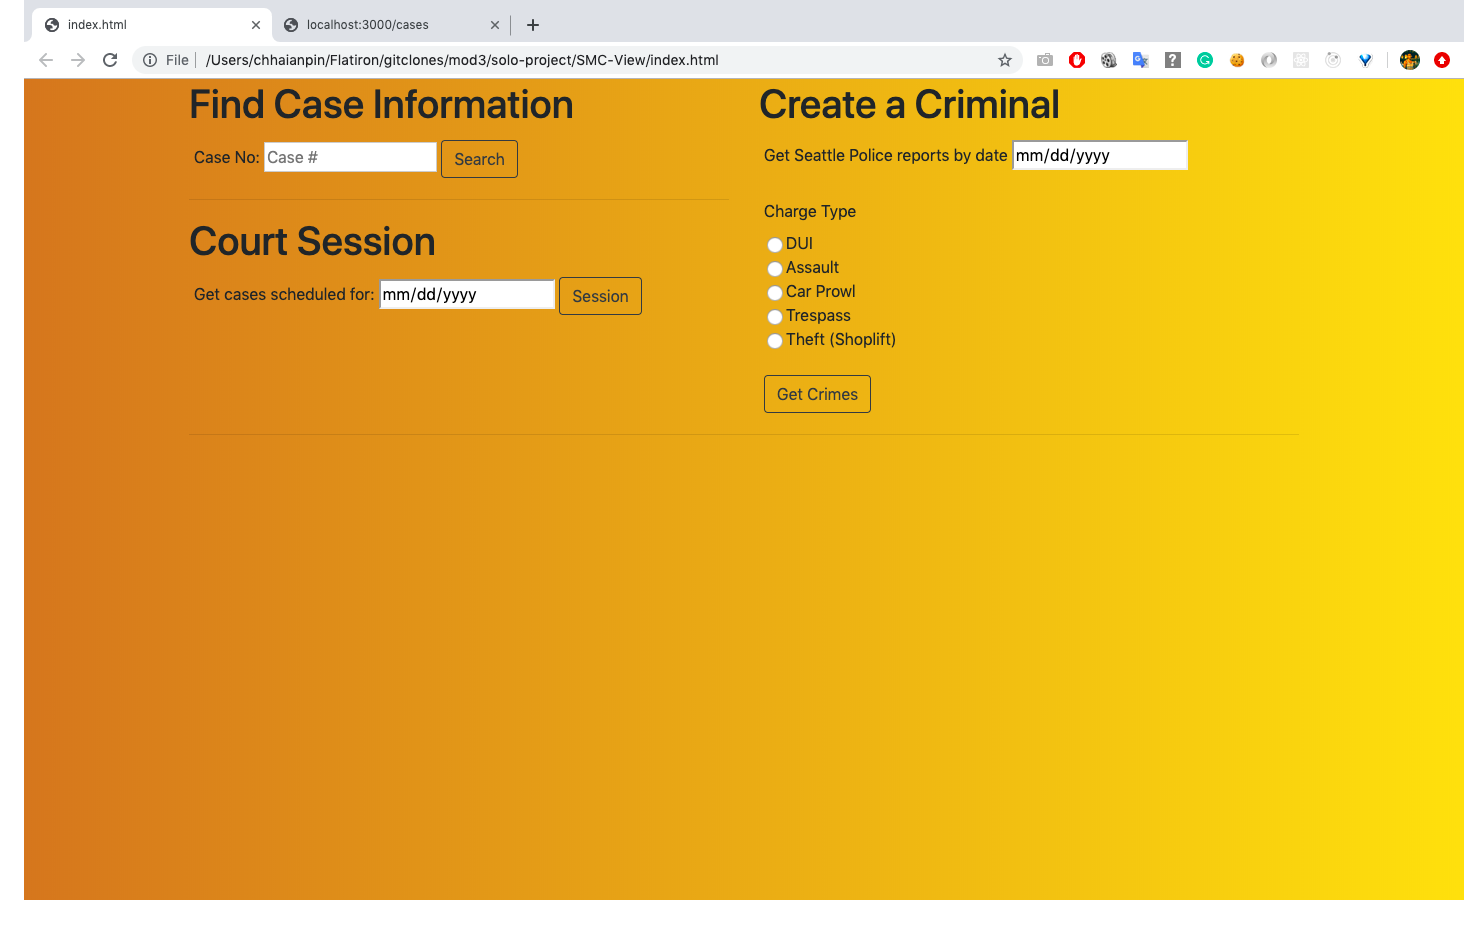 index.html
localhost:3000/cases
File
/Users/chhaianpin/Flatiron/gitclones/mod3/solo-project/SMC-View/index.html
Find Case Information
Case No: Case # Search
Court Session
Get cases scheduled for: mm/dd/yyyy Session
Create a Criminal
Get Seattle Police reports by date mm/dd/yyyy
Charge Type
DUI
Assault
Car Prowl
Trespass
Theft (Shoplift)
Get Crimes